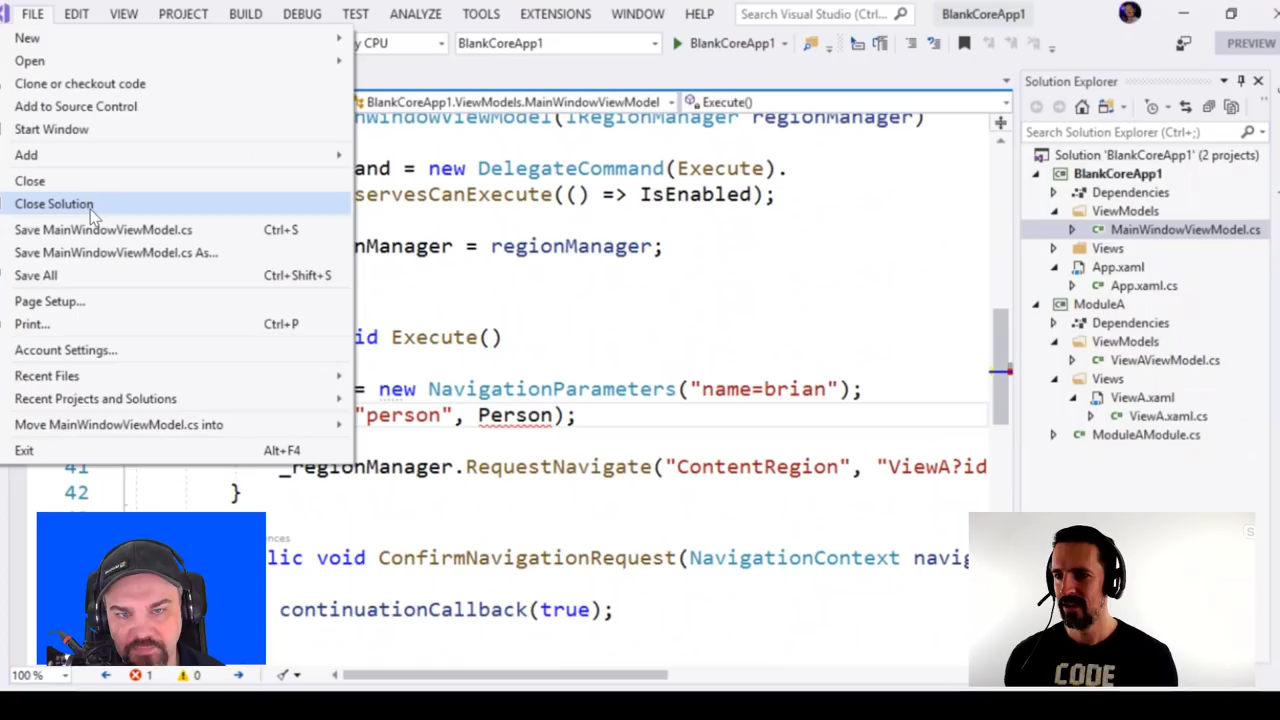 FILE EDIT VIEW PROJECT BUILD DEBUG TEST ANALYZE TOOLS EXTENSIONS WINDOW HELP Search Visual Studio (Ctrl+... BlankCoreApp1
CPU BlankCoreApp1 BlankCoreApp1 PREVIEW
New
Open
Clone or checkout code
Add to Source Control
Start Window
Add
Close
Close Solution
Save MainWindowViewModel.cs Ctrl+S
Save MainWindowViewModel.cs As...
Save All Ctrl+Shift+S
Page Setup...
Print... Ctrl+P
Account Settings...
Recent Files
Recent Projects and Solutions
Move MainWindowViewModel.cs into
Exit Alt+F4
BlankCoreApp1.ViewModels.MainWindowViewModel Execute()
nWindowViewModel(IRegionManager regionManager)
and = new DelegateCommand(Execute).
servesCanExecute(() => IsEnabled);
nManager = regionManager;
id Execute()
= new NavigationParameters("name=brian");
"person", Person);
41 _regionManager.RequestNavigate("ContentRegion", "ViewA?id
42 }
ences
lic void ConfirmNavigationRequest(NavigationContext navig
continuationCallback(true);
100 % 1 0
Solution Explorer
Search Solution Explorer (Ctrl+;)
Solution 'BlankCoreApp1' (2 projects)
BlankCoreApp1
Dependencies
ViewModels
MainWindowViewModel.cs
Views
App.xaml
App.xaml.cs
ModuleA
Dependencies
ViewModels
ViewAViewModel.cs
Views
ViewA.xaml
ViewA.xaml.cs
ModuleAModule.cs
S
CODE